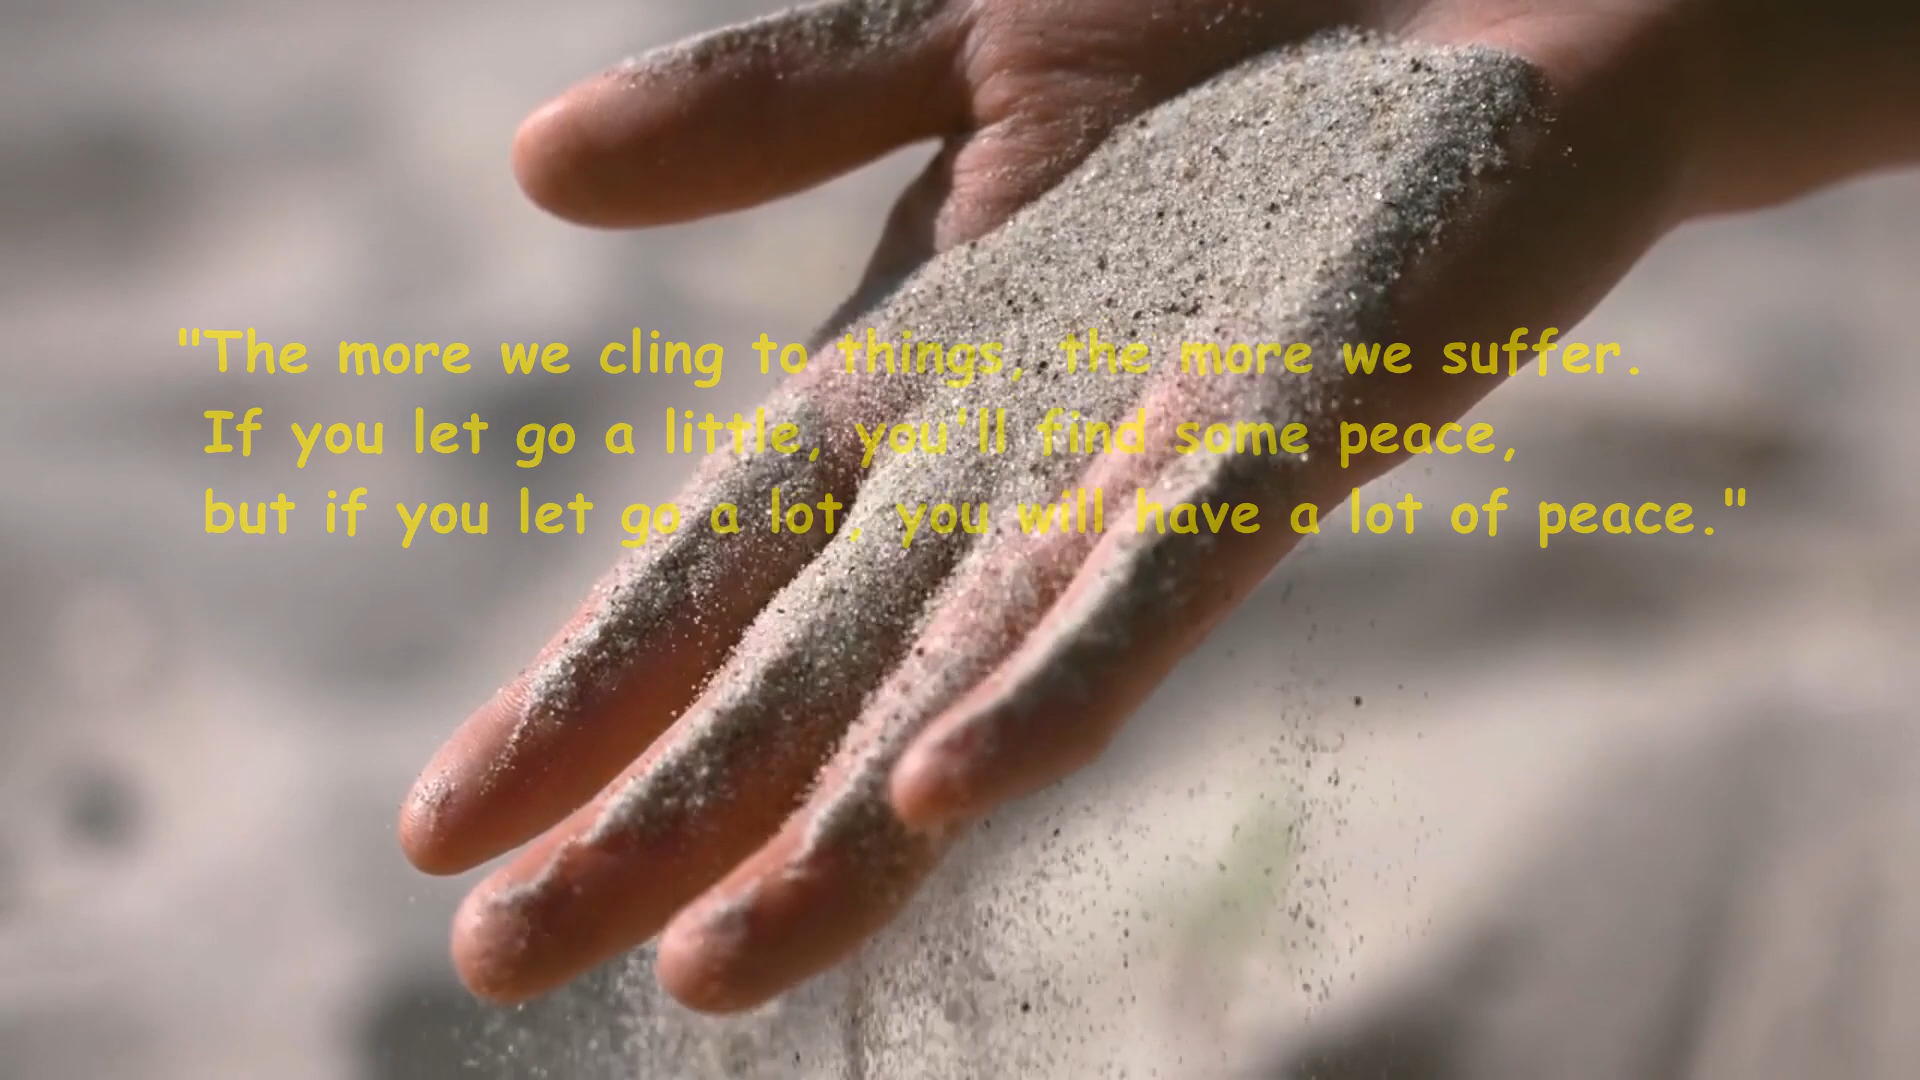 "The more we cling to things, the more we suffer.
If you let go a little, you'll find some peace,
but if you let go a lot, you will have a lot of peace."